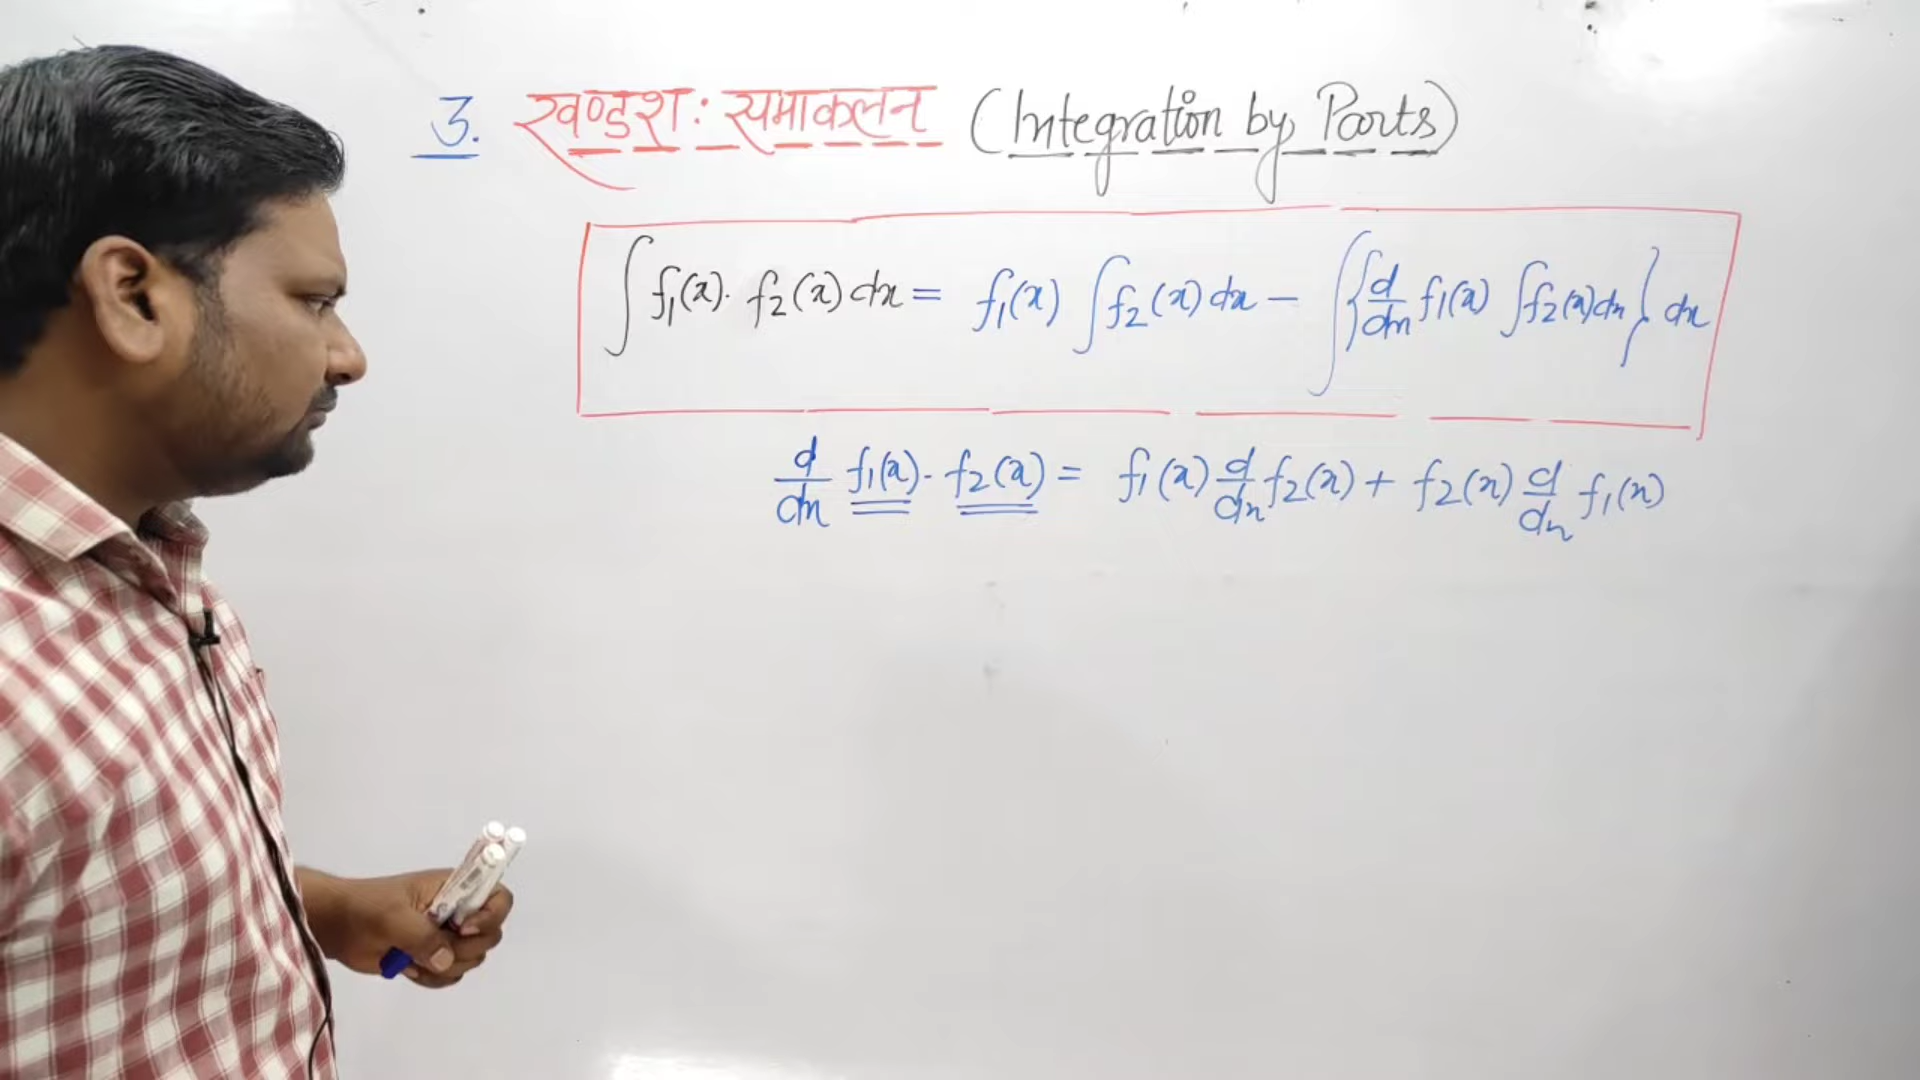 3. खण्डश: समाकलन (Integration by Parts)
∫ f₁(x). f₂(x) dx = f₁(x) ∫ f₂(x) dx – ∫ { d/dx f₁(x) ∫ f₂(x) dx } dx
d/dx f₁(x). f₂(x) = f₁(x) d/dx f₂(x) + f₂(x) d/dx f₁(x)